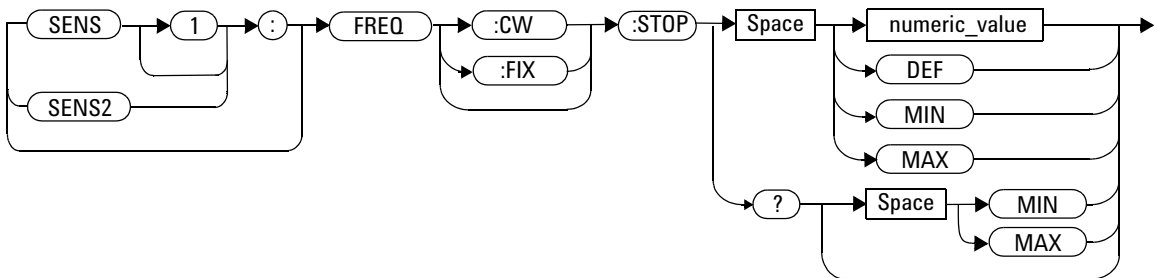 SENS 1 : FREQ :CW :STOP Space numeric_value
:FIX DEF
SENS2 MIN
MAX
? Space MIN
MAX